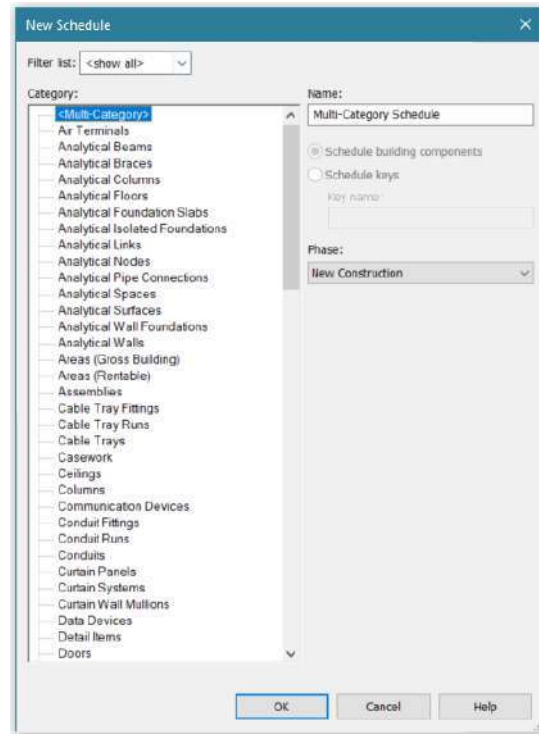 New Schedule
Filter list: <show all>
Category:
<Multi-Category>
Air Terminals
Analytical Beams
Analytical Braces
Analytical Columns
Analytical Floors
Analytical Foundation Slabs
Analytical Isolated Foundations
Analytical Links
Analytical Nodes
Analytical Pipe Connections
Analytical Spaces
Analytical Surfaces
Analytical Wall Foundations
Analytical Walls
Areas (Gross Building)
Areas (Rentable)
Assemblies
Cable Tray Fittings
Cable Tray Runs
Cable Trays
Casework
Ceilings
Columns
Communication Devices
Conduit Fittings
Conduit Runs
Conduits
Curtain Panels
Curtain Systems
Curtain Wall Mullions
Data Devices
Detail Items
Doors
Name:
Multi-Category Schedule
Schedule building components
Schedule keys
Key name:
Phase:
New Construction
OK Cancel Help